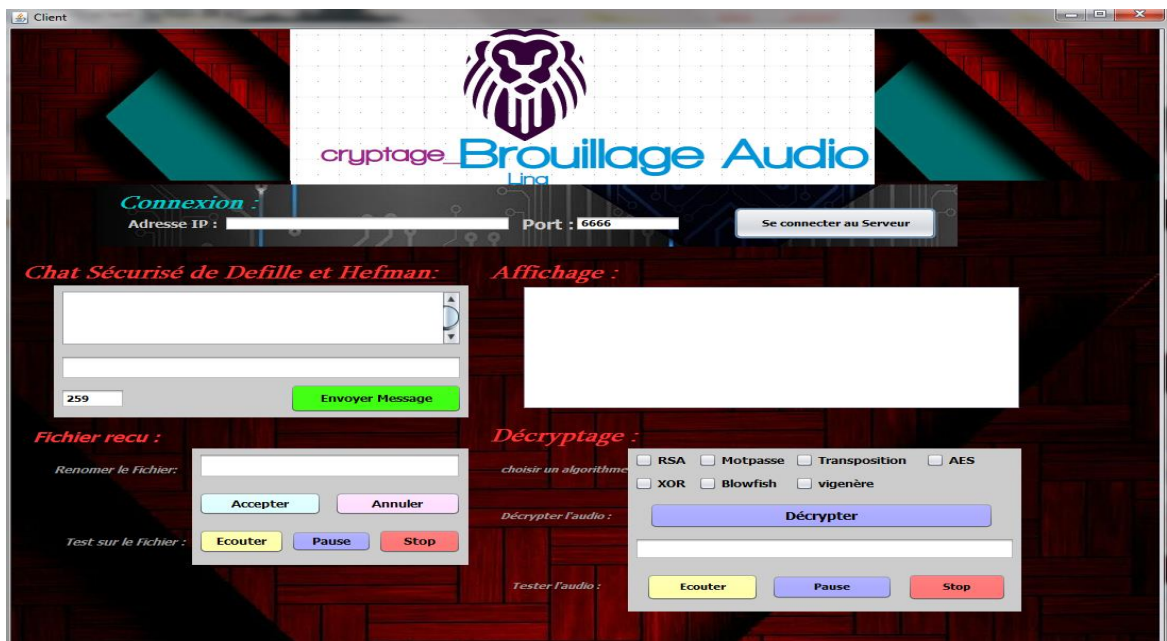 Client
cryptage_Brouillage Audio
Linq
Connexion :
Adresse IP :
Port : 6666
Se connecter au Serveur
Chat Sécurisé de Defille et Hefman:
Affichage :
259
Envoyer Message
Fichier recu :
Renomer le Fichier:
Accepter
Annuler
Test sur le Fichier :
Ecouter
Pause
Stop
Décryptage :
choisir un algorithme
RSA Motpasse Transposition AES
XOR Blowfish vigenère
Décrypter l'audio :
Décrypter
Tester l'audio :
Ecouter
Pause
Stop